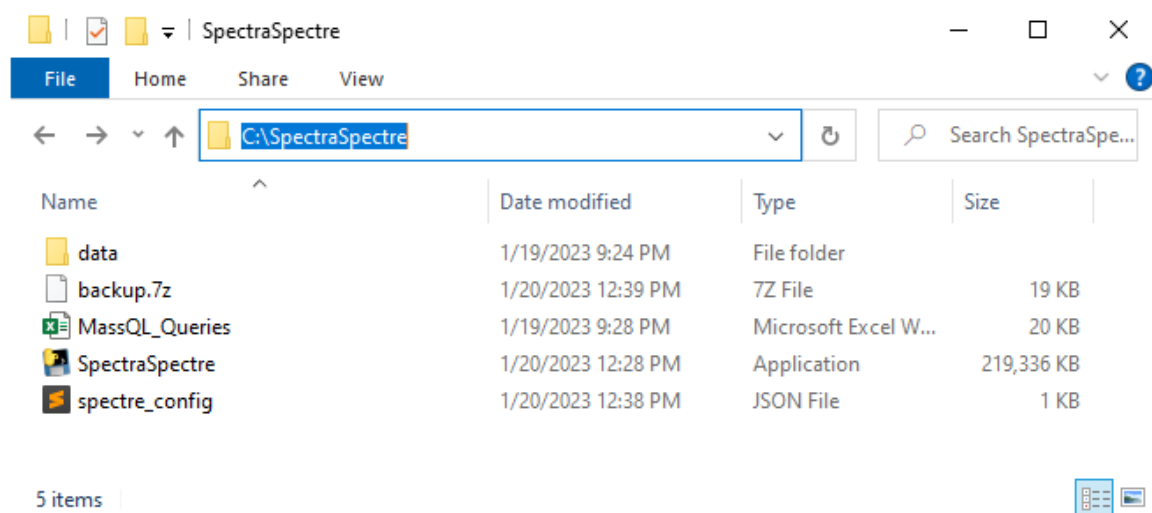 SpectraSpectre
File Home Share View ?
C:\SpectraSpectre Search SpectraSpe...
Name Date modified Type Size
data 1/19/2023 9:24 PM File folder
backup.7z 1/20/2023 12:39 PM 7Z File 19 KB
MassQL_Queries 1/19/2023 9:28 PM Microsoft Excel W... 20 KB
SpectraSpectre 1/20/2023 12:28 PM Application 219,336 KB
spectre_config 1/20/2023 12:38 PM JSON File 1 KB
5 items